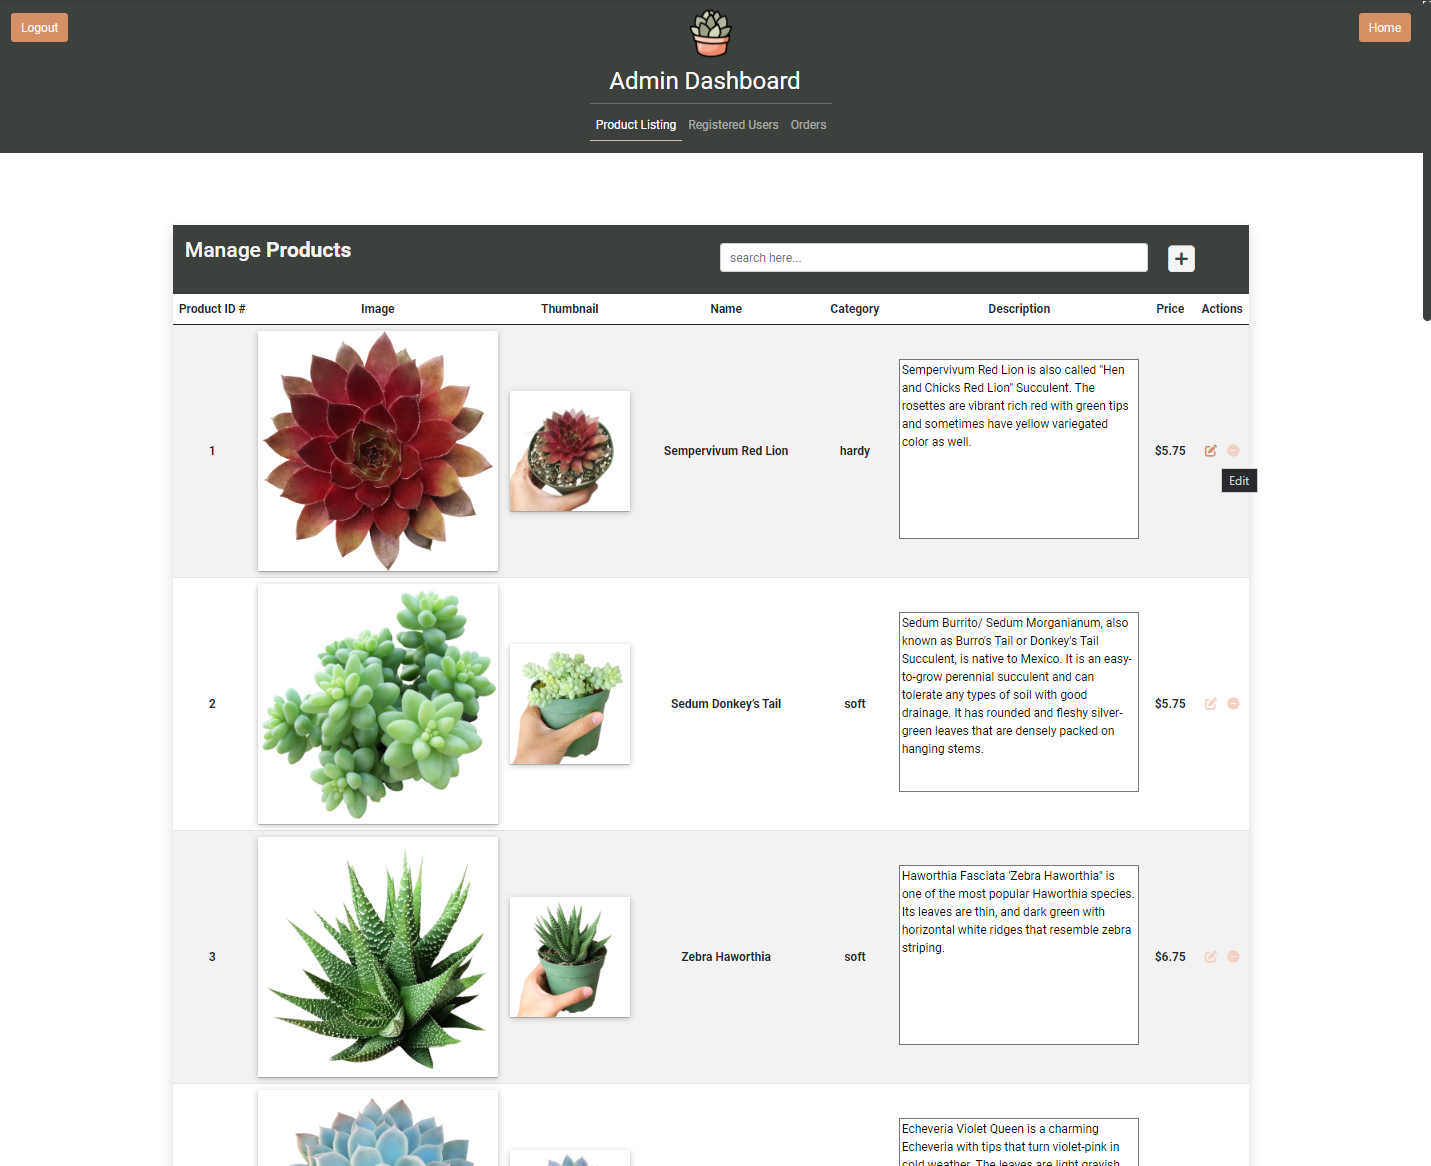 Logout
Home
Admin Dashboard
Product Listing Registered Users Orders
Manage Products
search here...
Product ID # Image Thumbnail Name Category Description Price Actions
1
Sempervivum Red Lion
hardy
Sempervivum Red Lion is also called "Hen
and Chicks Red Lion" Succulent. The
rosettes are vibrant rich red with green tips
and sometimes have yellow variegated
color as well.
$5.75
Edit
2
Sedum Donkey's Tail
soft
Sedum Burrito/ Sedum Morganianum, also
known as Burro's Tail or Donkey's Tail
Succulent, is native to Mexico. It is an easy-
to-grow perennial succulent and can
tolerate any types of soil with good
drainage. It has rounded and fleshy silver-
green leaves that are densely packed on
hanging stems.
$5.75
3
Zebra Haworthia
soft
Haworthia Fasciata 'Zebra Haworthia" is
one of the most popular Haworthia species.
Its leaves are thin, and dark green with
horizontal white ridges that resemble zebra
striping.
$6.75
Echeveria Violet Queen is a charming
Echeveria with tips that turn violet-pink in
cold weather. The leaves are light grayish